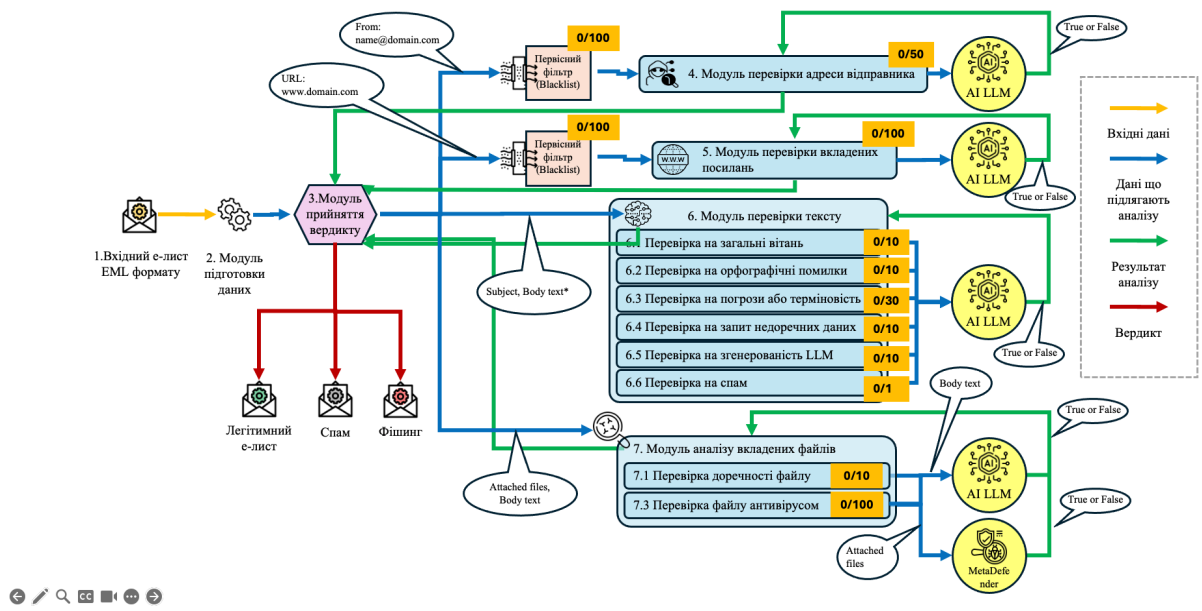 From:
name@domain.com
0/100
Первісний
фільтр
(Blacklist)
0/50
4. Модуль перевірки адреси відправника
AI LLM
True or False
URL:
www.domain.com
0/100
Первісний
фільтр
(Blacklist)
0/100
W.W.W
5. Модуль перевірки вкладених
посилань
AI LLM
True or False
Вхідні дані
Дані що
підлягають
аналізу
Результат
аналізу
Вердикт
1.Вхідний е-лист
EML формату
2. Модуль
підготовки
даних
3.Модуль
прийняття
вердикту
Subject, Body text*
6. Модуль перевірки тексту
6.1 Перевірка на загальні вітань
0/10
6.2 Перевірка на орфографічні помилки
0/10
6.3 Перевірка на погрози або терміновість
0/30
6.4 Перевірка на запит недоречних даних
0/10
6.5 Перевірка на згенерованість LLM
0/10
6.6 Перевірка на спам
0/1
AI LLM
True or False
Легітимний
е-лист
Спам
Фішинг
Attached files,
Body text
7. Модуль аналізу вкладених файлів
7.1 Перевірка доречності файлу
0/10
7.3 Перевірка файлу антивірусом
0/100
Body text
AI LLM
True or False
Attached
files
MetaDefe
nder
True or False
CC